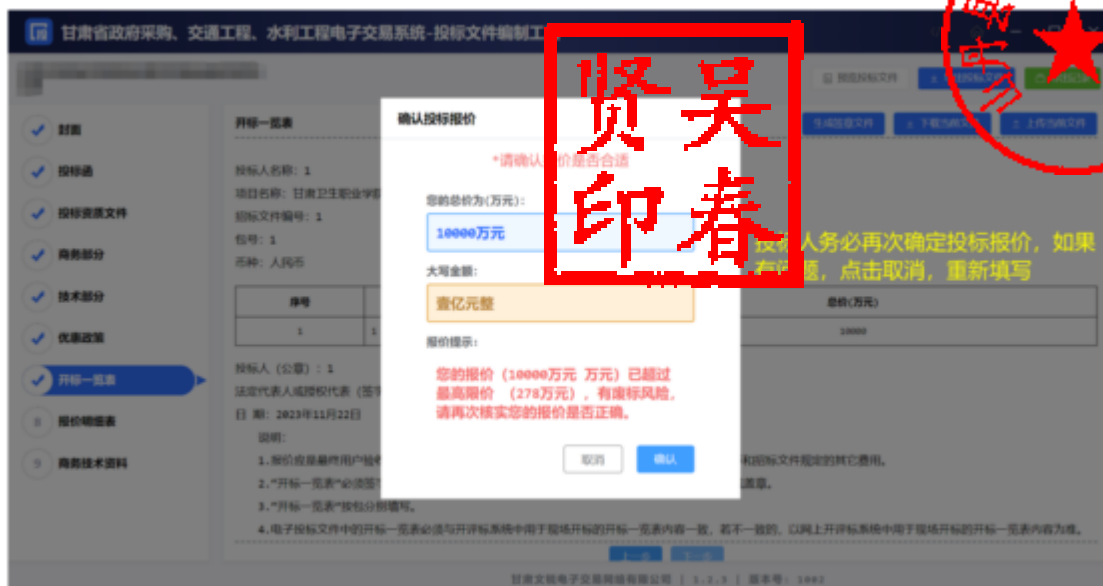 甘肃省政府采购、交通工程、水利工程电子交易系统-投标文件编制工
预览投标文件
生成签章文件
下载当前文
上传当前文件
封面
投标函
投标资质文件
商务部分
技术部分
优惠政策
开标一览表
8 报价明细表
9 商务技术资料
开标一览表
投标人名称: 1
项目名称: 甘肃卫生职业学院
招标文件编号: 1
包号: 1
币种: 人民币
序号
总价(万元)
1
1
10000
投标人 (公章) : 1
法定代表人或授权代表 (签字
日 期: 2023年11月22日
说明:
1.报价应是最终用户验收
和招标文件规定的其它费用。
2."开标一览表"必须签
盖章。
3."开标一览表"按包分别填写。
4.电子投标文件中的开标一览表必须与开评标系统中用于现场开标的开标一览表内容一致, 若不一致的, 以网上开评标系统中用于现场开标的开标一览表内容为准。
上一步
下一步
甘肃文锐电子交易网络有限公司 | 1.2.3 | 版本号: 1002
确认投标报价
*请确认 价是否合适
您的总价为(万元):
10000万元
大写金额:
壹亿元整
报价提示:
您的报价 (10000万元 万元) 已超过
最高限价 (278万元) , 有废标风险,
请再次核实您的报价是否正确。
取消
确认
投标人务必再次确定投标报价, 如果
有问题, 点击取消, 重新填写
贤吴
印春